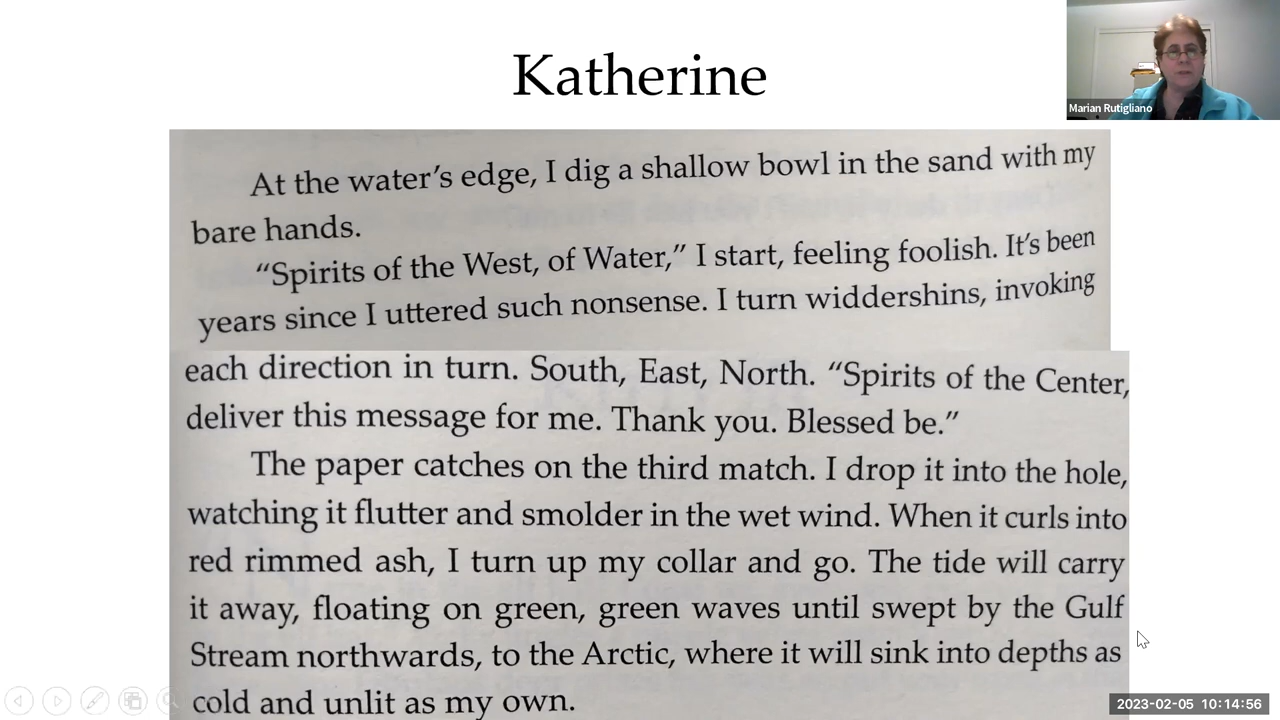 Katherine
Marian Rutigliano
At the water’s edge, I dig a shallow bowl in the sand with my
bare hands.
“Spirits of the West, of Water,” I start, feeling foolish. It’s been
years since I uttered such nonsense. I turn widdershins, invoking
each direction in turn. South, East, North. “Spirits of the Center,
deliver this message for me. Thank you. Blessed be.”
The paper catches on the third match. I drop it into the hole,
watching it flutter and smolder in the wet wind. When it curls into
red rimmed ash, I turn up my collar and go. The tide will carry
it away, floating on green, green waves until swept by the Gulf
Stream northwards, to the Arctic, where it will sink into depths as
cold and unlit as my own.
2023-02-05 10:14:56